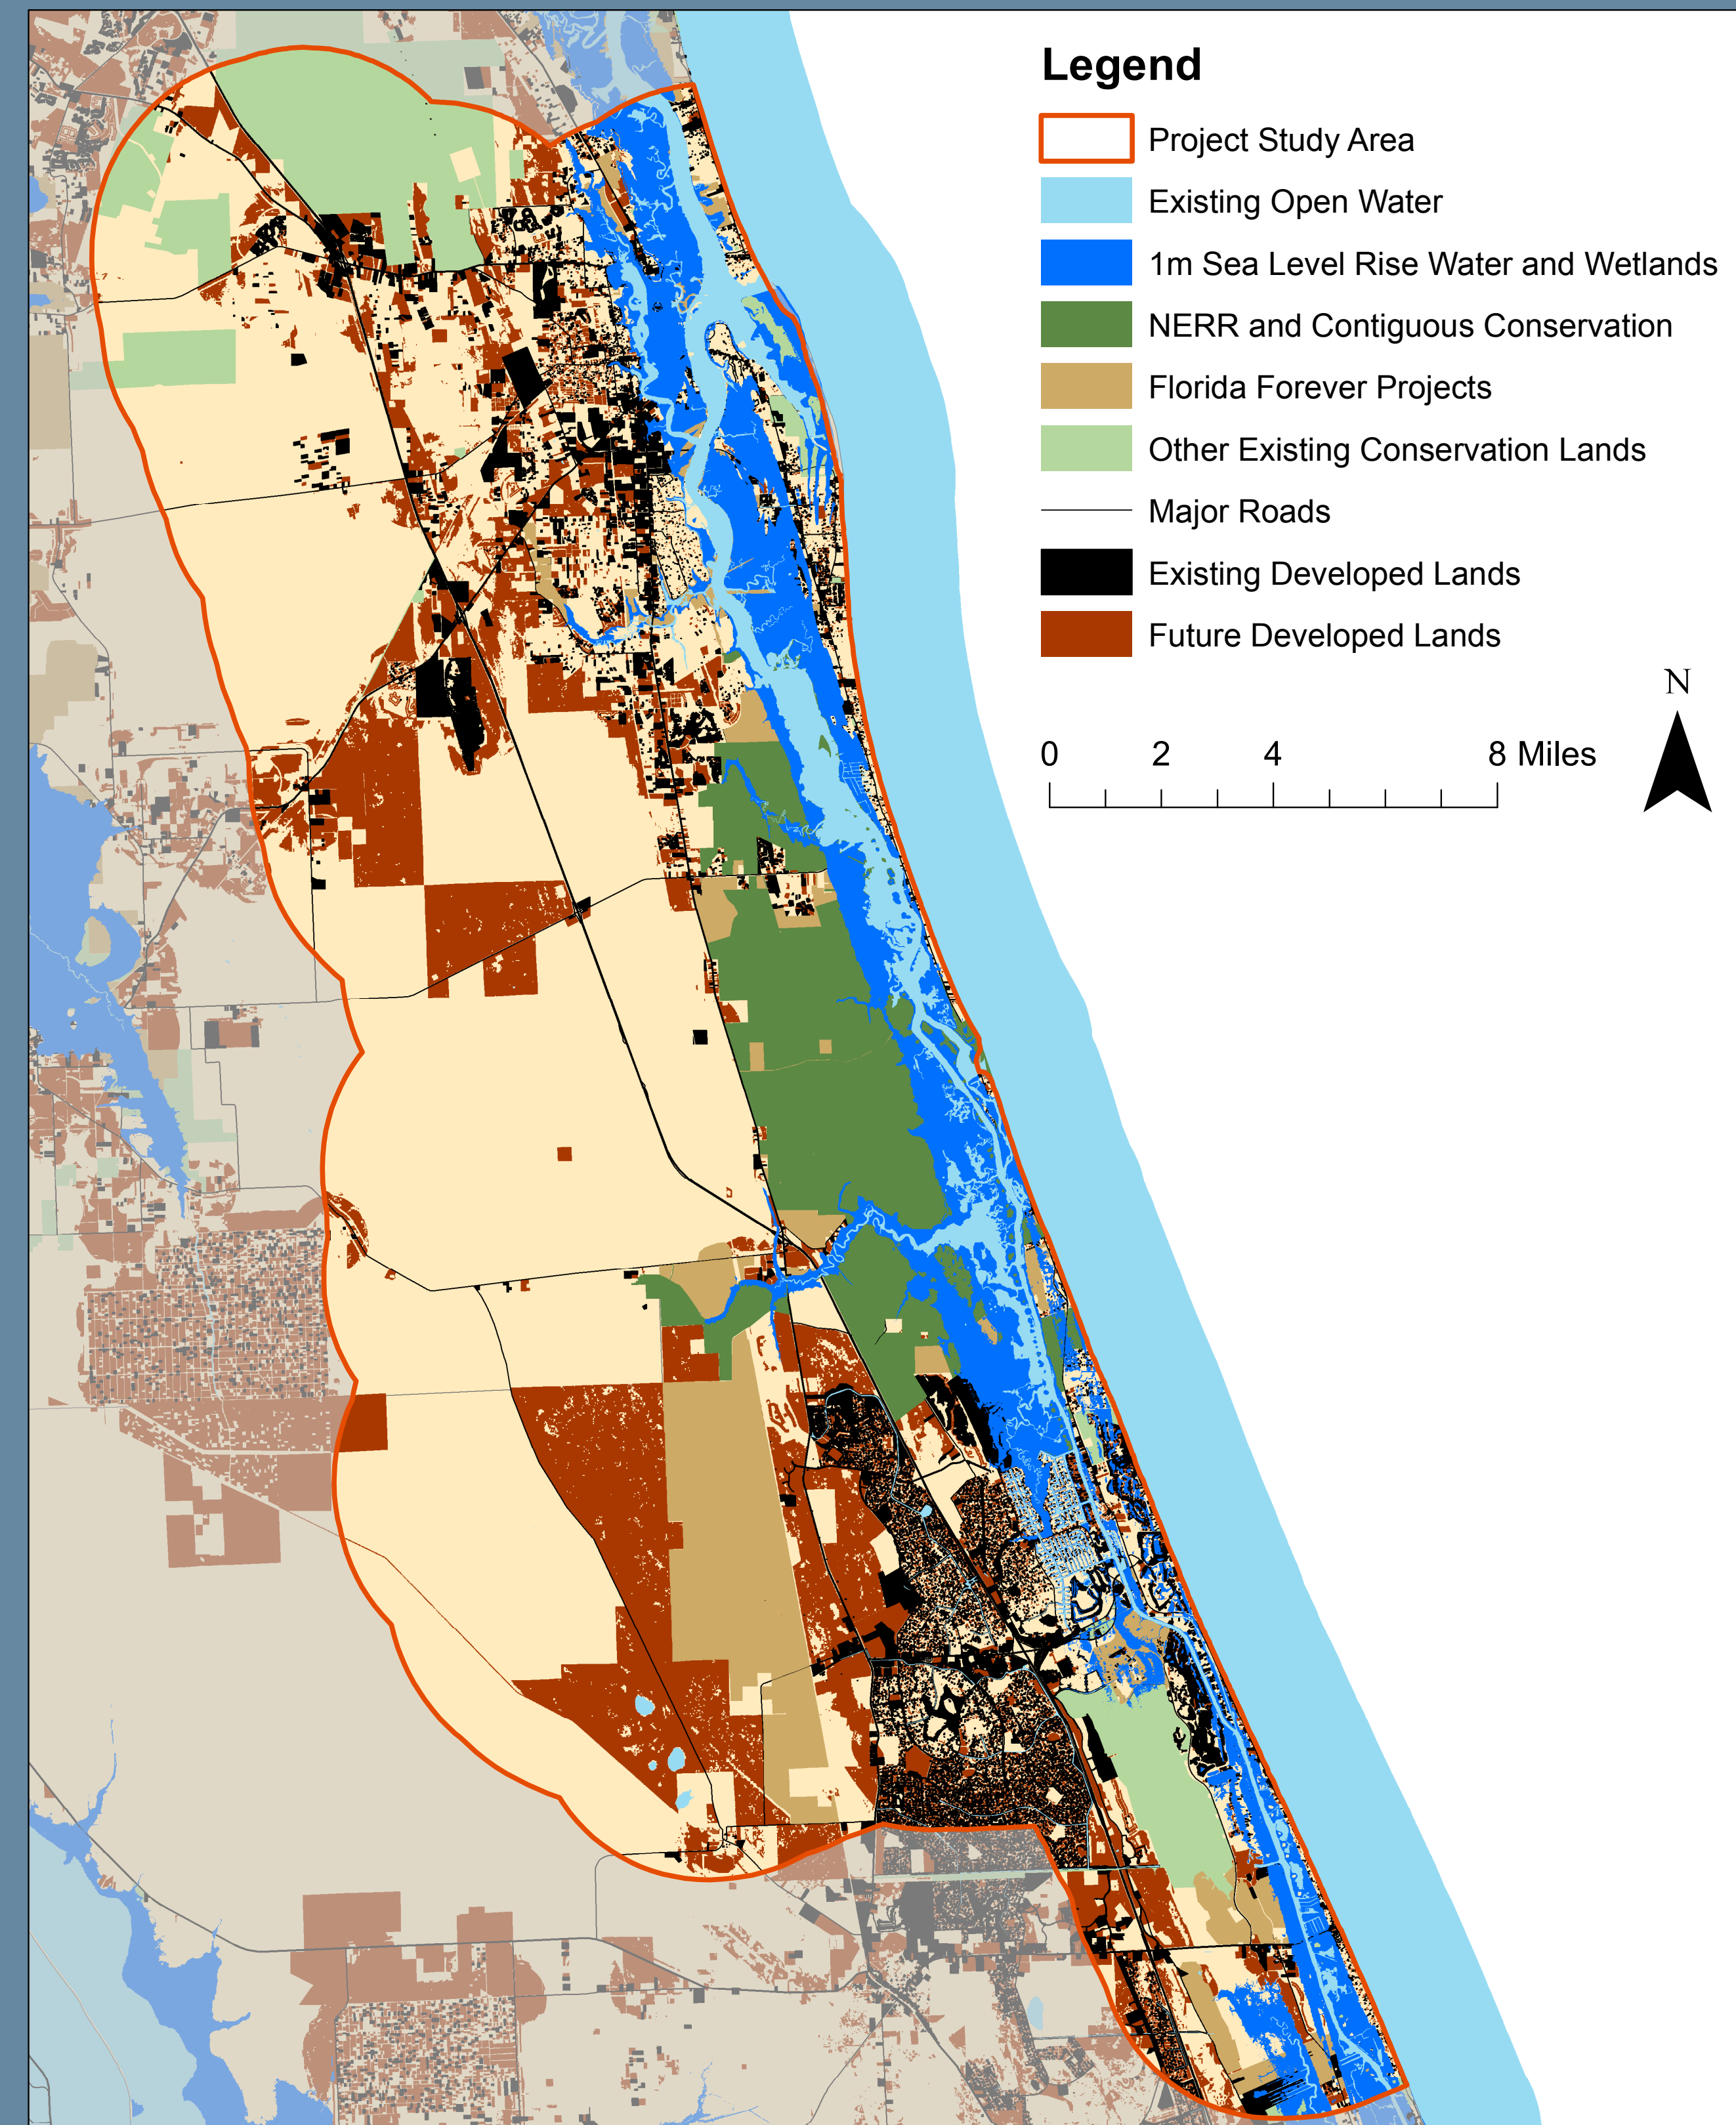 Legend
Project Study Area
Existing Open Water
1m Sea Level Rise Water and Wetlands
NERR and Contiguous Conservation
Florida Forever Projects
Other Existing Conservation Lands
Major Roads
Existing Developed Lands
Future Developed Lands
N
0 2 4 8 Miles